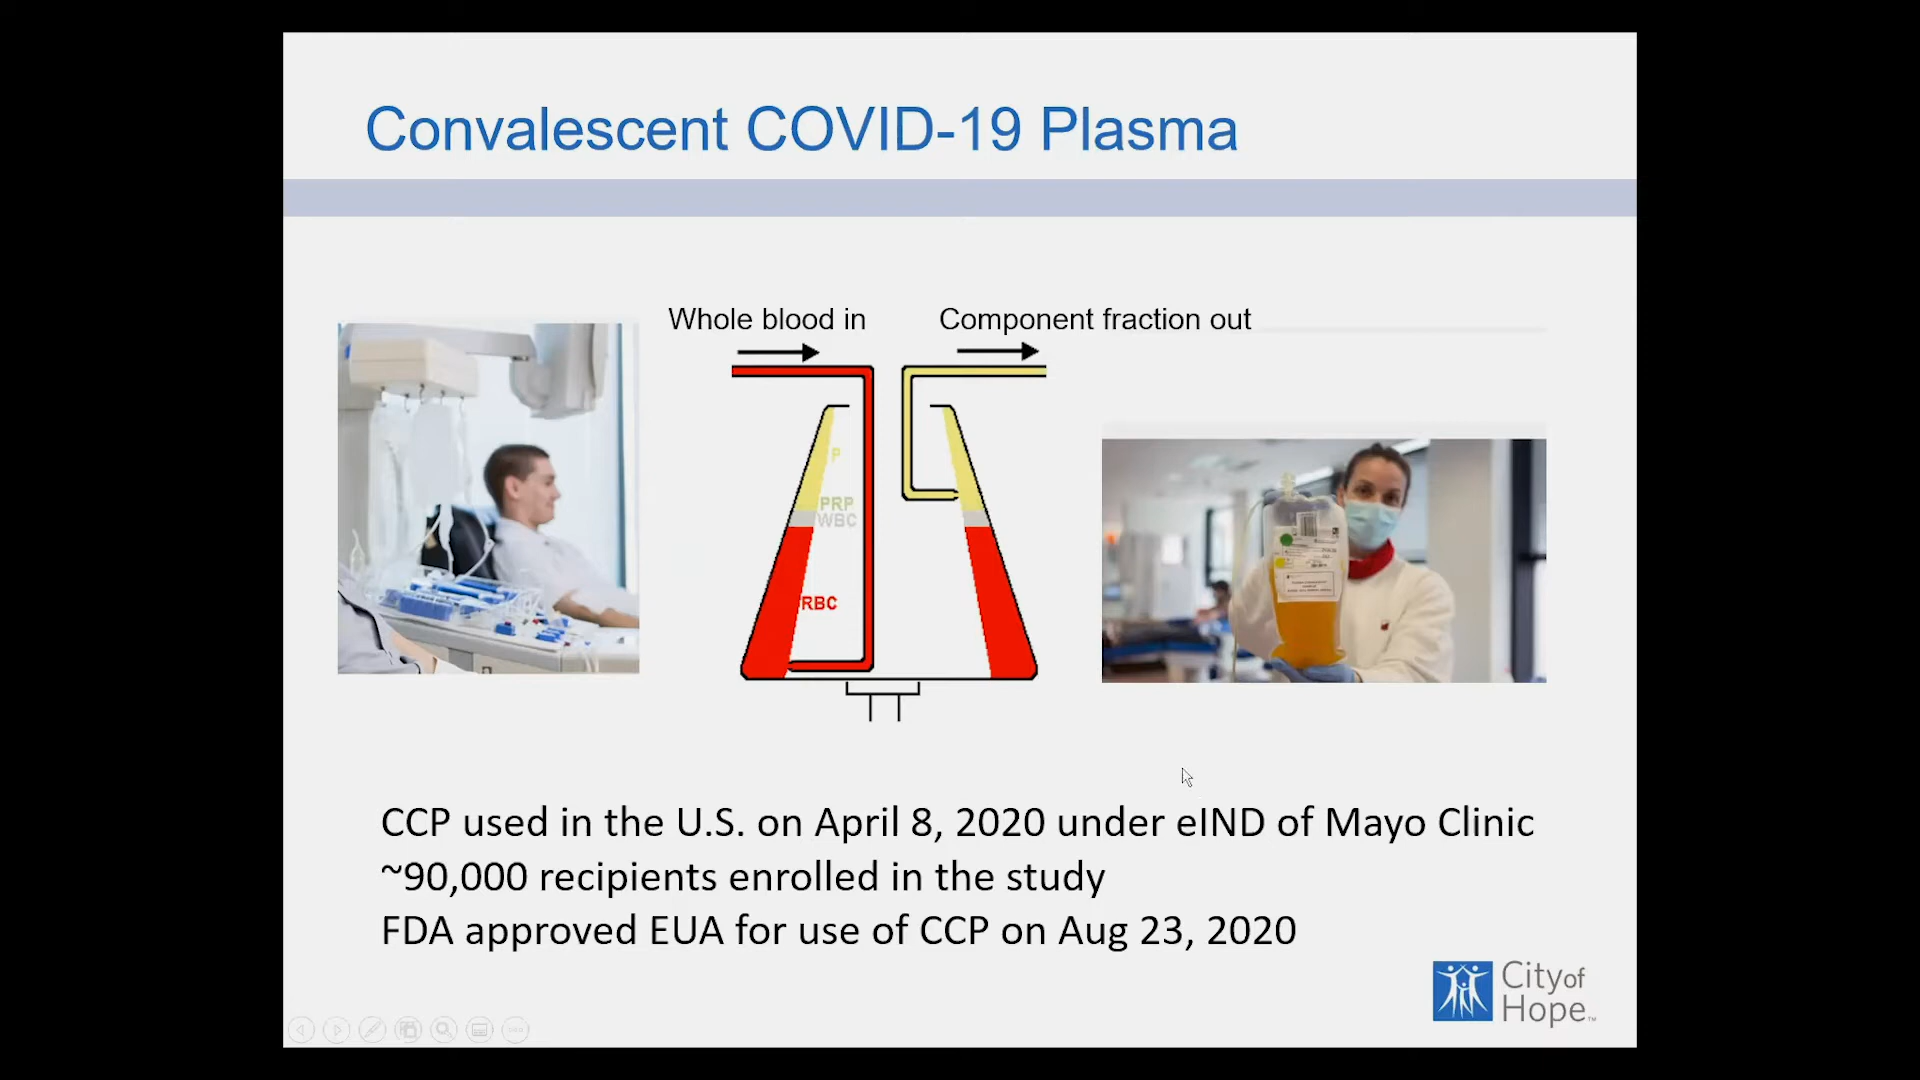 Convalescent COVID-19 Plasma
Whole blood in
Component fraction out
P
PRP
WBC
RBC
CCP used in the U.S. on April 8, 2020 under eIND of Mayo Clinic
~90,000 recipients enrolled in the study
FDA approved EUA for use of CCP on Aug 23, 2020
City of
Hope™